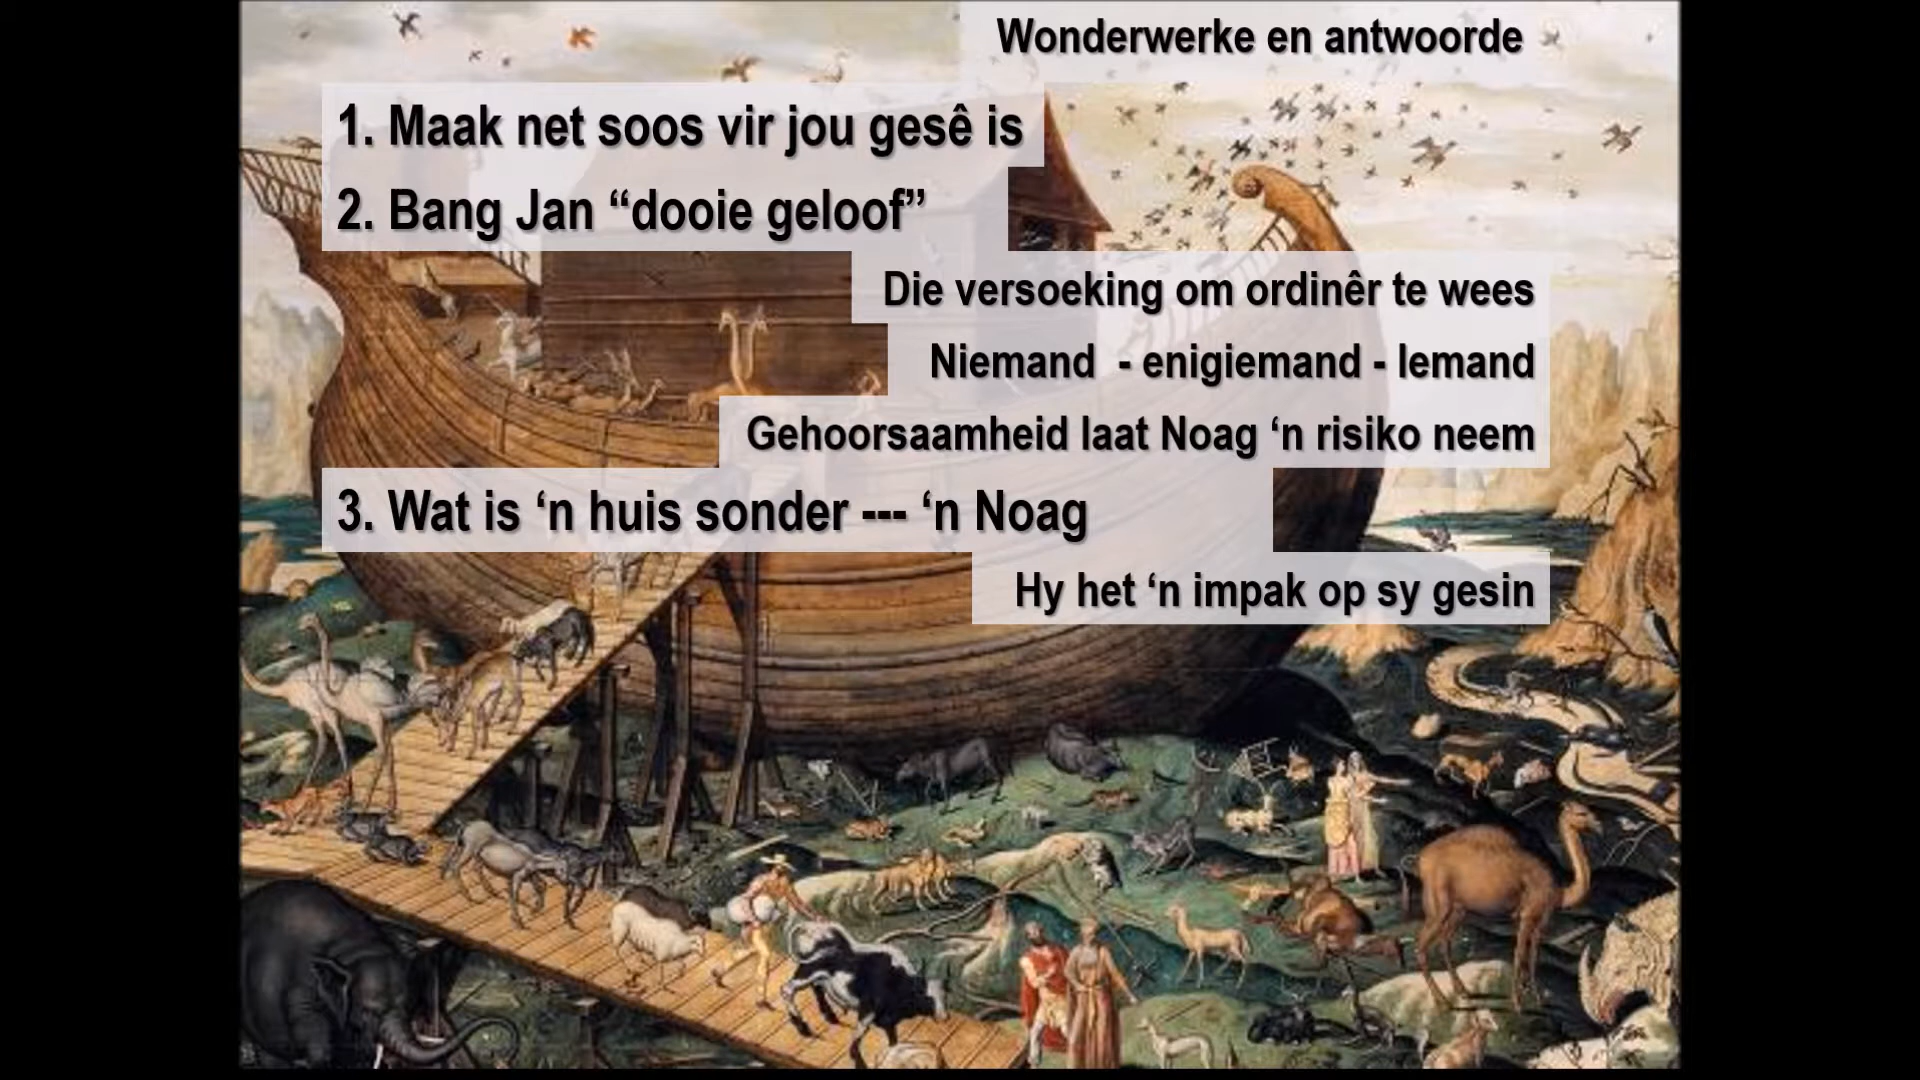 Wonderwerke en antwoorde
1. Maak net soos vir jou gesê is
2. Bang Jan “dooie geloof”
Die versoeking om ordinêr te wees
Niemand  - enigiemand - Iemand
Gehoorsaamheid laat Noag ‘n risiko neem
3. Wat is ‘n huis sonder --- ‘n Noag
Hy het ‘n impak op sy gesin